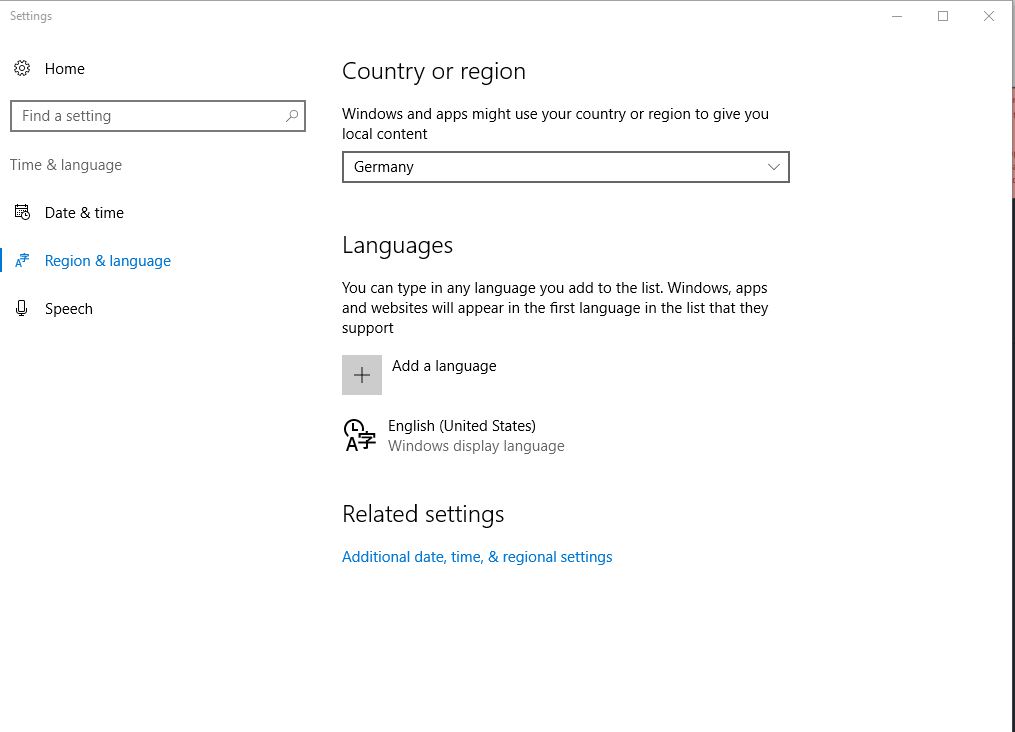 Settings
Home
Find a setting
Time & language
Date & time
Region & language
Speech
Country or region
Windows and apps might use your country or region to give you
local content
Germany
Languages
You can type in any language you add to the list. Windows, apps
and websites will appear in the first language in the list that they
support
Add a language
A字
English (United States)
Windows display language
Related settings
Additional date, time, & regional settings